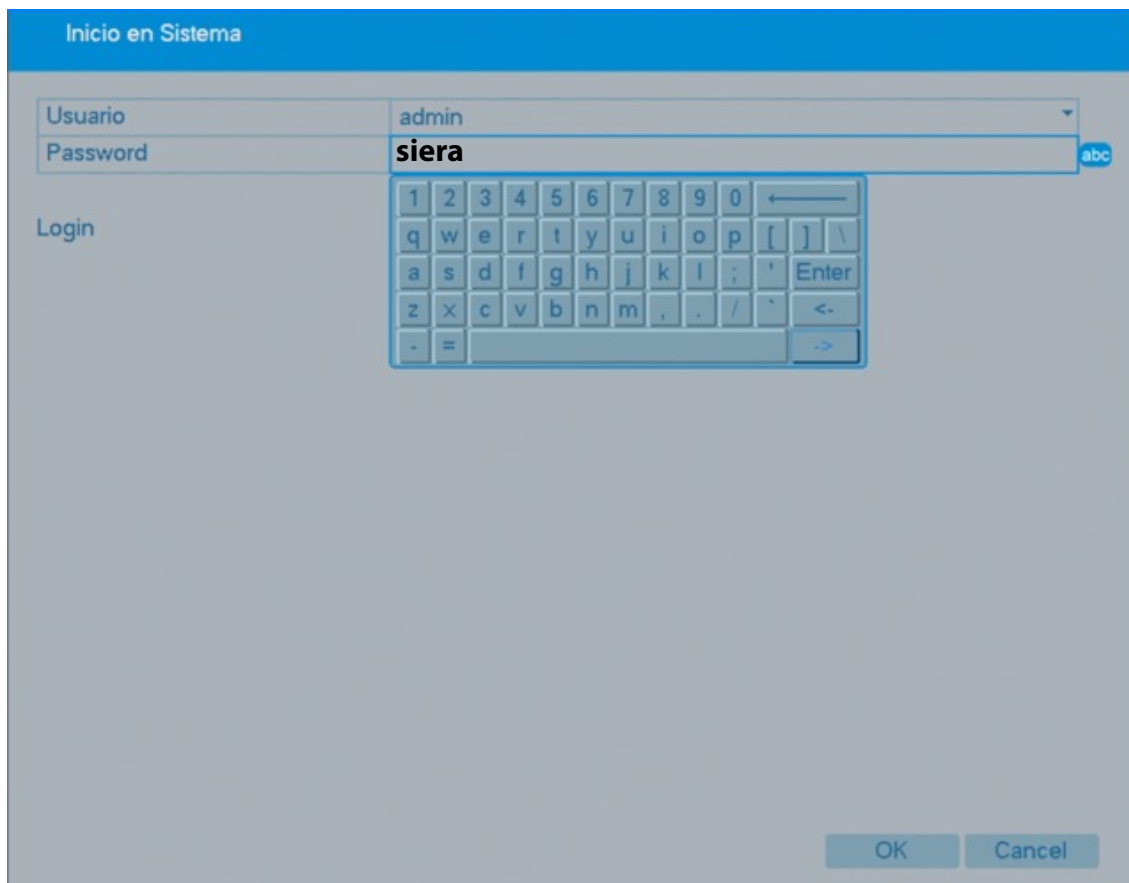 Inicio en Sistema
Usuario admin
Password siera abc
1 2 3 4 5 6 7 8 9 0 ←
Login
q w e r t y u i o p [ ] \
a s d f g h j k l ; ' Enter
z x c v b n m , . / ` <-
- = ->
OK Cancel